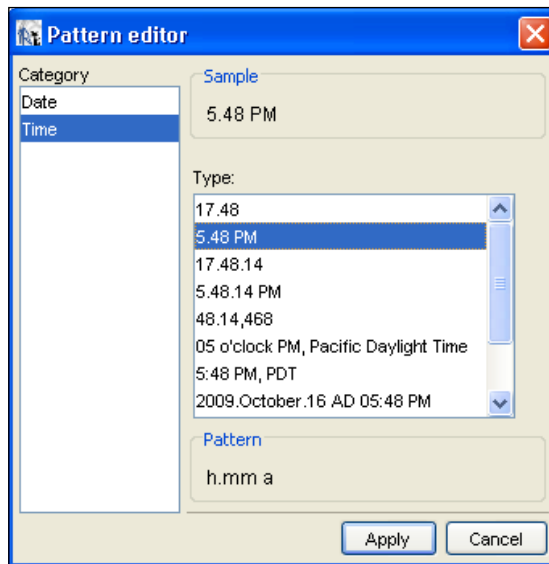 Pattern editor
Category
Date
Time
Sample
5.48 PM
Type:
17.48
5.48 PM
17.48.14
5.48.14 PM
48.14,468
05 o'clock PM, Pacific Daylight Time
5:48 PM, PDT
2009.October.16 AD 05:48 PM
Pattern
h.mm a
Apply
Cancel